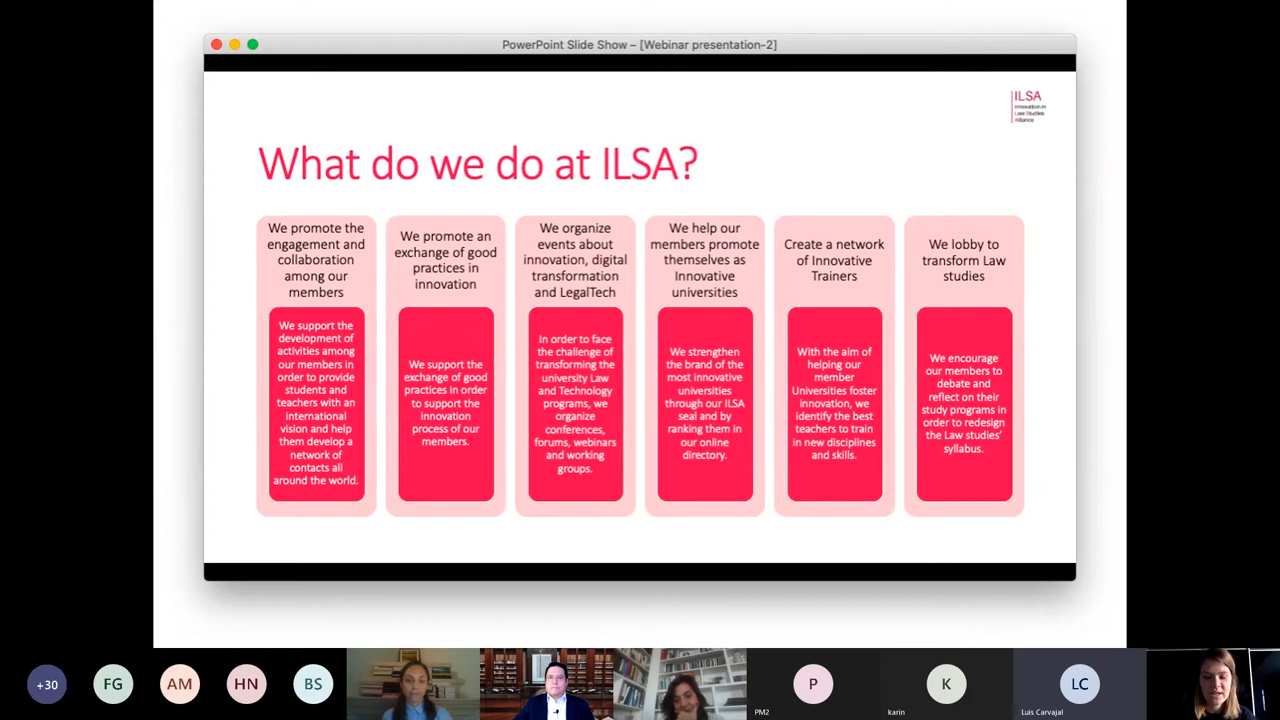 PowerPoint Slide Show – [Webinar presentation-2]
ILSA
Innovation in
Law Studies
Alliance
What do we do at ILSA?
We promote the
engagement and
collaboration
among our
members
We support the
development of
activities among
our members in
order to provide
students and
teachers with an
international
vision and help
them develop a
network of
contacts all
around the world.
We promote an
exchange of good
practices in
innovation
We support the
exchange of good
practices in order
to support the
innovation
process of our
members.
We organize
events about
innovation, digital
transformation
and LegalTech
In order to face
the challenge of
transforming the
university Law
and Technology
programs, we
organize
conferences,
forums, webinars
and working
groups.
We help our
members promote
themselves as
Innovative
universities
We strengthen
the brand of the
most innovative
universities
through our ILSA
seal and by
ranking them in
our online
directory.
Create a network
of Innovative
Trainers
With the aim of
helping our
member
Universities foster
innovation, we
identify the best
teachers to train
in new disciplines
and skills.
We lobby to
transform Law
studies
We encourage
our members to
debate and
reflect on their
study programs in
order to redesign
the Law studies’
syllabus.
+30
FG
AM
HN
BS
P
PM2
K
karin
LC
Luis Carvajal